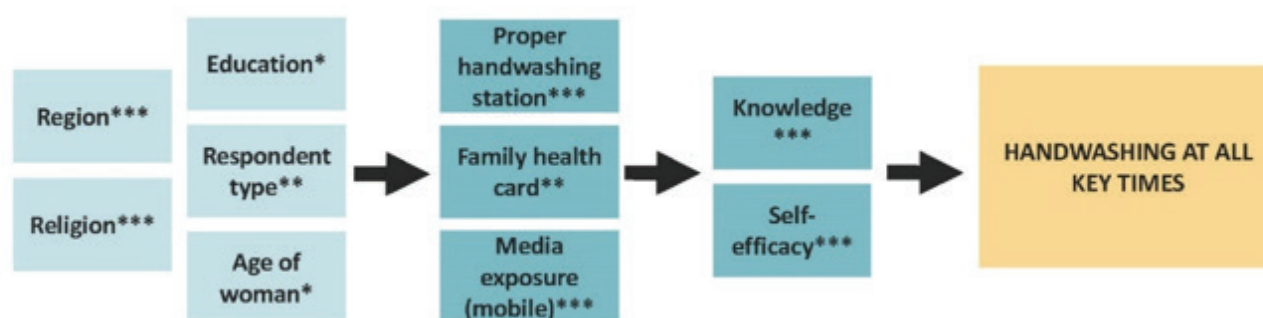 Region***
Religion***
Education*
Respondent
type**
Age of
woman*
Proper
handwashing
station***
Family health
card**
Media
exposure
(mobile)***
Knowledge
***
Self-
efficacy***
HANDWASHING AT ALL
KEY TIMES